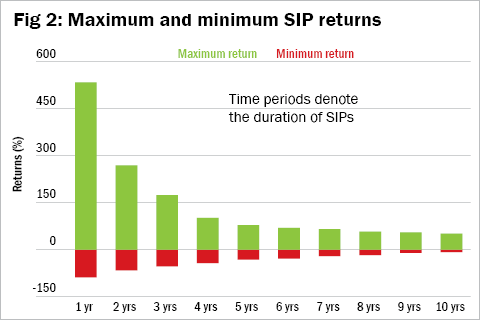 Fig 2: Maximum and minimum SIP returns
600
Maximum return Minimum return
450
Time periods denote
the duration of SIPs
300
Returns (%)
150
0
-150
1 yr 2 yrs 3 yrs 4 yrs 5 yrs 6 yrs 7 yrs 8 yrs 9 yrs 10 yrs